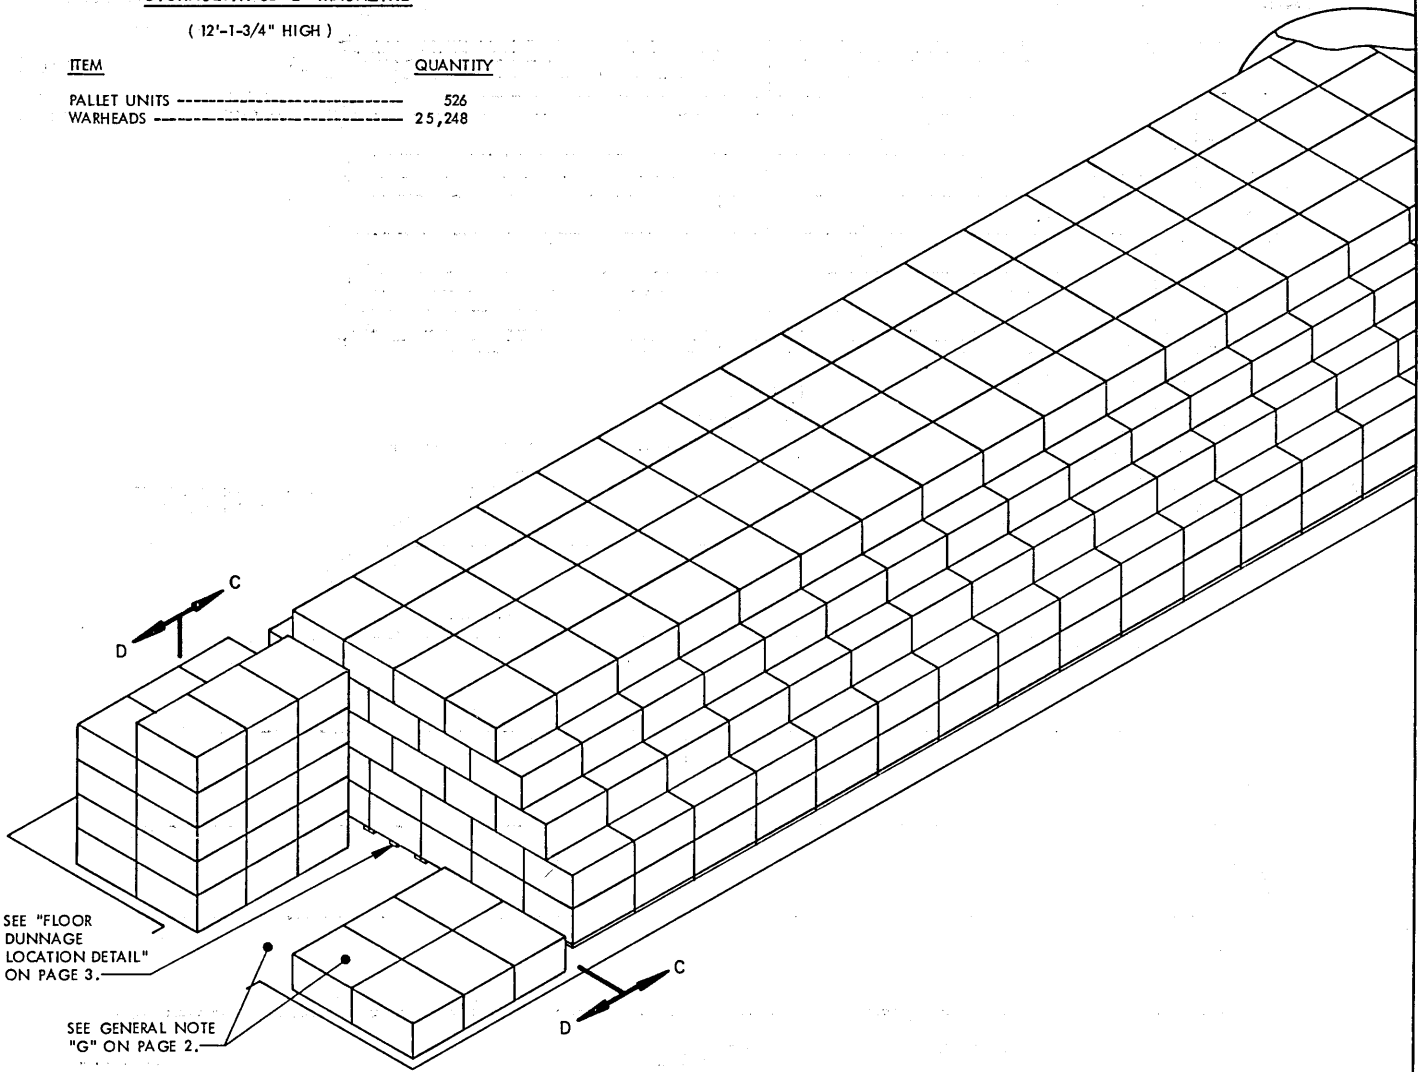 ( 12'-1-3/4" HIGH )
ITEM QUANTITY
PALLET UNITS ----------------------------- 526
WARHEADS -------------------------------- 25,248
C
D
SEE "FLOOR
DUNNAGE
LOCATION DETAIL"
ON PAGE 3.
C
D
SEE GENERAL NOTE
"G" ON PAGE 2.